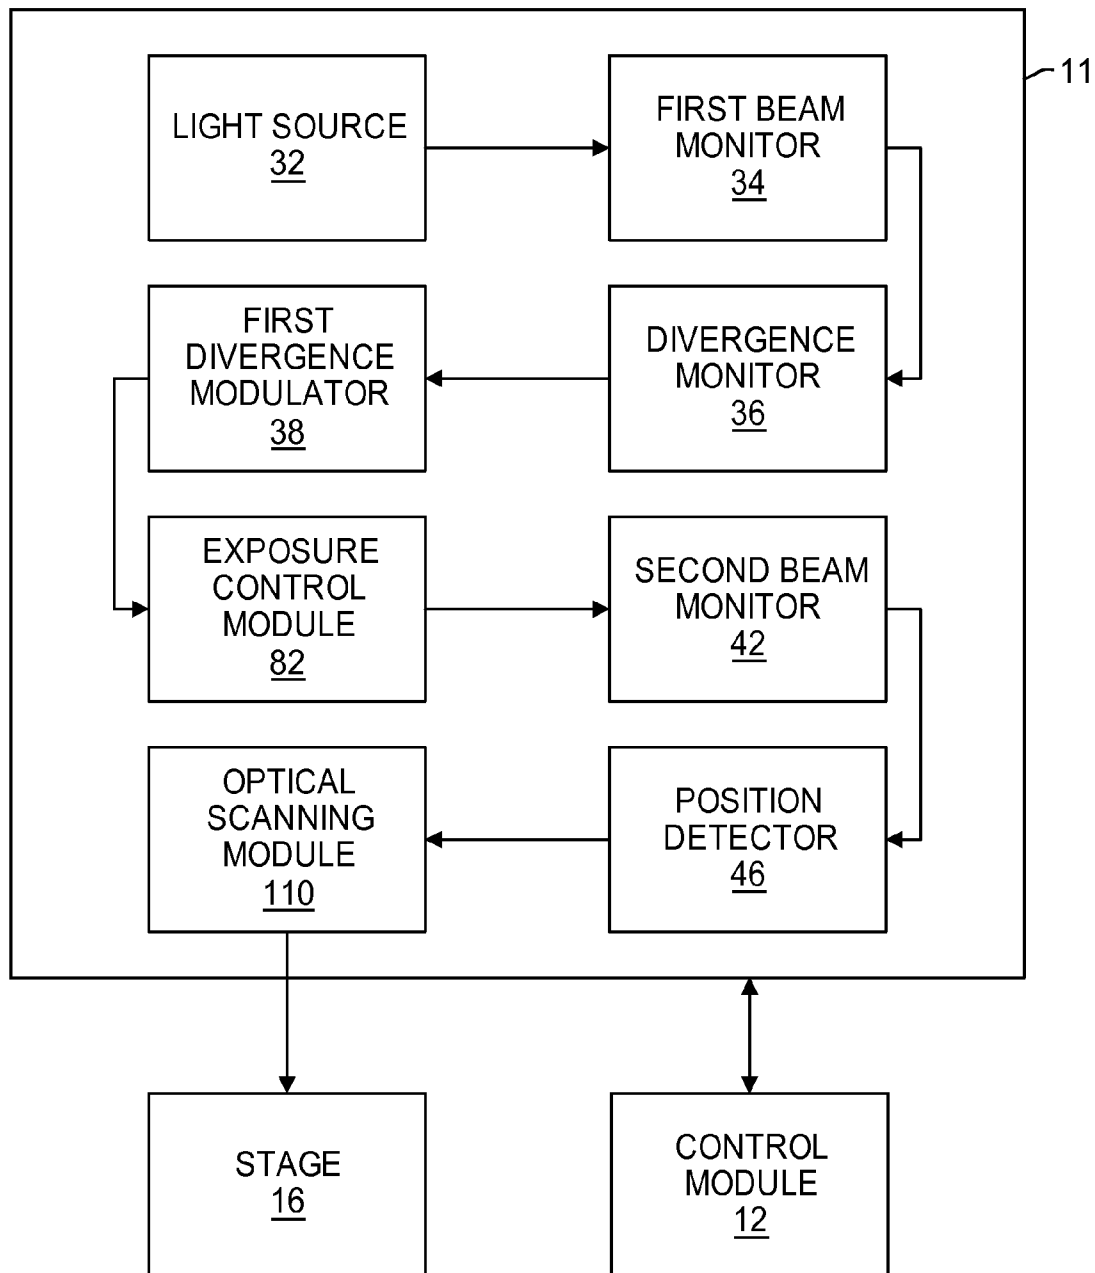 11
LIGHT SOURCE
32
FIRST BEAM
MONITOR
34
FIRST
DIVERGENCE
MODULATOR
38
DIVERGENCE
MONITOR
36
EXPOSURE
CONTROL
MODULE
82
SECOND BEAM
MONITOR
42
OPTICAL
SCANNING
MODULE
110
POSITION
DETECTOR
46
STAGE
16
CONTROL
MODULE
12